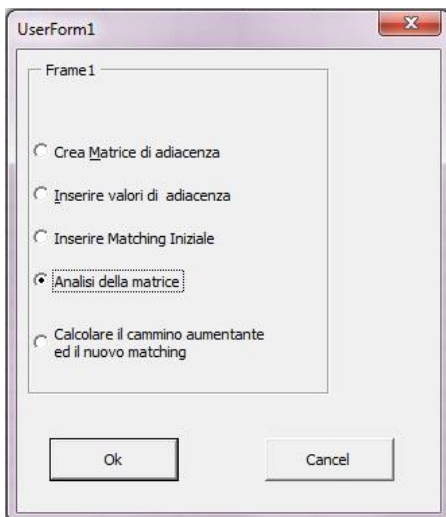 UserForm1
Frame1
Crea Matrice di adiacenza
Inserire valori di adiacenza
Inserire Matching Iniziale
Analisi della matrice
Calcolare il cammino aumentante
ed il nuovo matching
Ok
Cancel